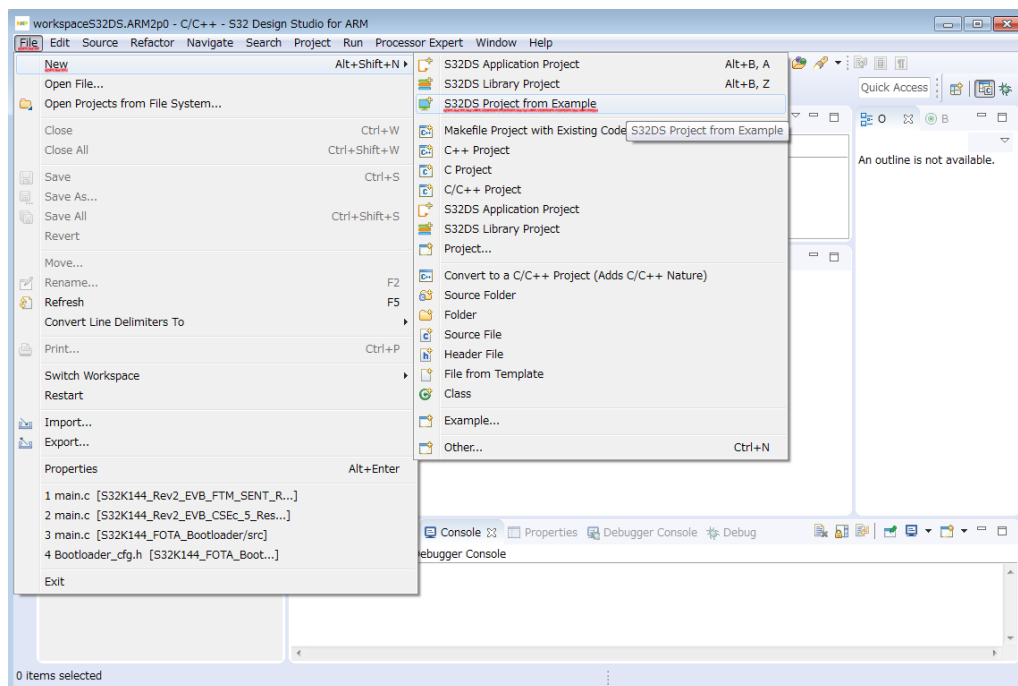 workspaceS32DS.ARM2p0 - C/C++ - S32 Design Studio for ARM
File Edit Source Refactor Navigate Search Project Run Processor Expert Window Help
New Alt+Shift+N
Open File...
Open Projects from File System...
Close Ctrl+W
Close All Ctrl+Shift+W
Save Ctrl+S
Save As...
Save All Ctrl+Shift+S
Revert
Move...
Rename... F2
Refresh F5
Convert Line Delimiters To
Print... Ctrl+P
Switch Workspace
Restart
Import...
Export...
Properties Alt+Enter
1 main.c [S32K144_Rev2_EVB_FTM_SENT_R...]
2 main.c [S32K144_Rev2_EVB_CSEc_5_Res...]
3 main.c [S32K144_FOTA_Bootloader/src]
4 Bootloader_cfg.h [S32K144_FOTA_Boot...]
Exit
S32DS Application Project Alt+B, A
S32DS Library Project Alt+B, Z
S32DS Project from Example
Makefile Project with Existing Code
S32DS Project from Example
C++ Project
C Project
C/C++ Project
S32DS Application Project
S32DS Library Project
Project...
Convert to a C/C++ Project (Adds C/C++ Nature)
Source Folder
Folder
Source File
Header File
File from Template
Class
Example...
Other... Ctrl+N
Quick Access
O B
An outline is not available.
Console Properties Debugger Console Debug
ebugger Console
0 items selected